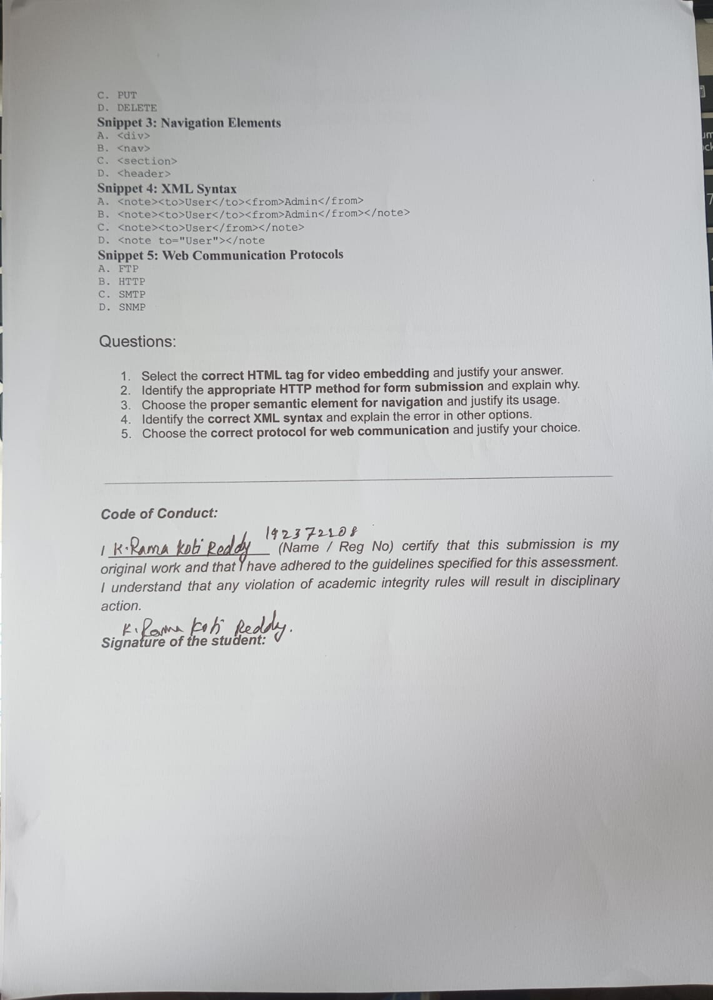 C. PUT
D. DELETE
Snippet 3: Navigation Elements
A. <div>
B. <nav>
C. <section>
D. <header>
Snippet 4: XML Syntax
A. <note><to>User</to><from>Admin</from>
B. <note><to>User</to><from>Admin</from></note>
C. <note><to>User</from></note>
D. <note to="User"></note
Snippet 5: Web Communication Protocols
A. FTP
B. HTTP
C. SMTP
D. SNMP
Questions:
1. Select the correct HTML tag for video embedding and justify your answer.
2. Identify the appropriate HTTP method for form submission and explain why.
3. Choose the proper semantic element for navigation and justify its usage.
4. Identify the correct XML syntax and explain the error in other options.
5. Choose the correct protocol for web communication and justify your choice.
Code of Conduct:
192372208
I K. Rama Koti Reddy (Name / Reg No) certify that this submission is my
original work and that I have adhered to the guidelines specified for this assessment.
I understand that any violation of academic integrity rules will result in disciplinary
action.
K. Rama Koti Reddy.
Signature of the student: